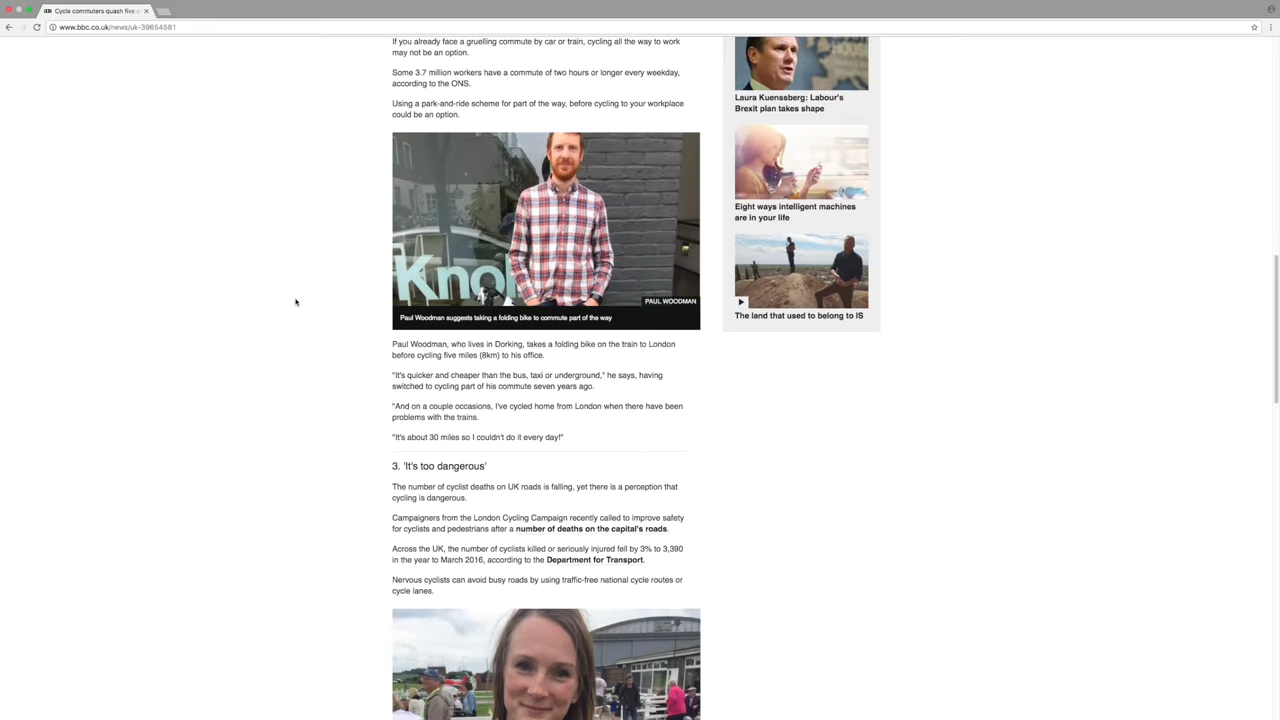 Cycle commuters quash five
www.bbc.co.uk/news/uk-39654581
If you already face a gruelling commute by car or train, cycling all the way to work
may not be an option.
Some 3.7 million workers have a commute of two hours or longer every weekday,
according to the ONS.
Using a park-and-ride scheme for part of the way, before cycling to your workplace
could be an option.
Kno
PAUL WOODMAN
Paul Woodman suggests taking a folding bike to commute part of the way
Paul Woodman, who lives in Dorking, takes a folding bike on the train to London
before cycling five miles (8km) to his office.
"It's quicker and cheaper than the bus, taxi or underground," he says, having
switched to cycling part of his commute seven years ago.
"And on a couple occasions, I've cycled home from London when there have been
problems with the trains.
"It's about 30 miles so I couldn't do it every day!"
3. 'It's too dangerous'
The number of cyclist deaths on UK roads is falling, yet there is a perception that
cycling is dangerous.
Campaigners from the London Cycling Campaign recently called to improve safety
for cyclists and pedestrians after a number of deaths on the capital's roads.
Across the UK, the number of cyclists killed or seriously injured fell by 3% to 3,390
in the year to March 2016, according to the Department for Transport.
Nervous cyclists can avoid busy roads by using traffic-free national cycle routes or
cycle lanes.
Laura Kuenssberg: Labour's
Brexit plan takes shape
Eight ways intelligent machines
are in your life
The land that used to belong to IS